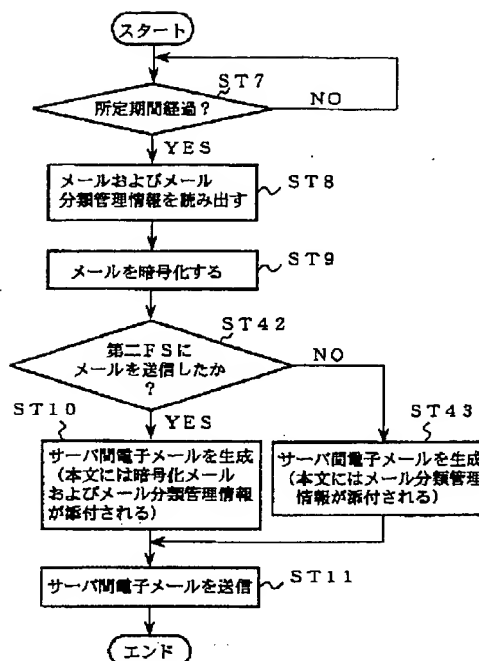 スタート
ST7
所定期間経過？
NO
YES
メールおよびメール
分類管理情報を読み出す
ST8
メールを暗号化する
ST9
ST42
第二FSに
メールを送信したか
？
NO
ST10
YES
ST43
サーバ間電子メールを生成
（本文には暗号化メール
およびメール分類管理情報
が添付される）
サーバ間電子メールを生成
（本文にはメール分類管理
情報が添付される）
サーバ間電子メールを送信
ST11
エンド